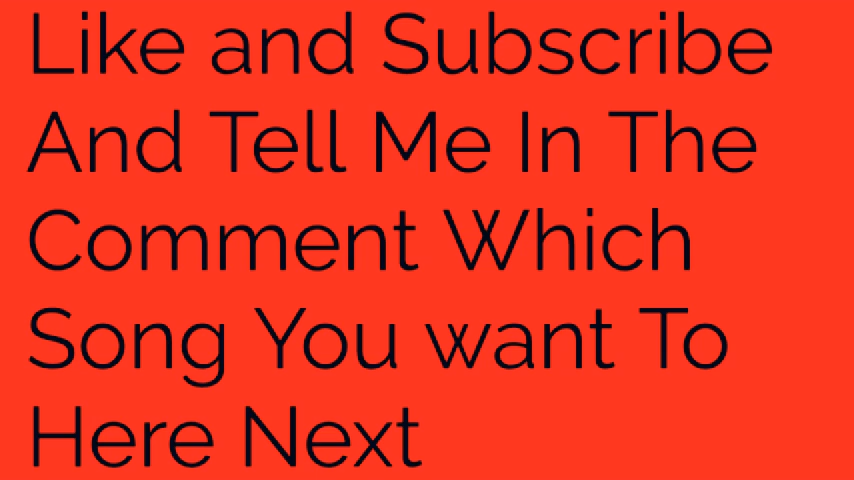 Like and Subscribe
And Tell Me In The
Comment Which
Song You want To
Here Next